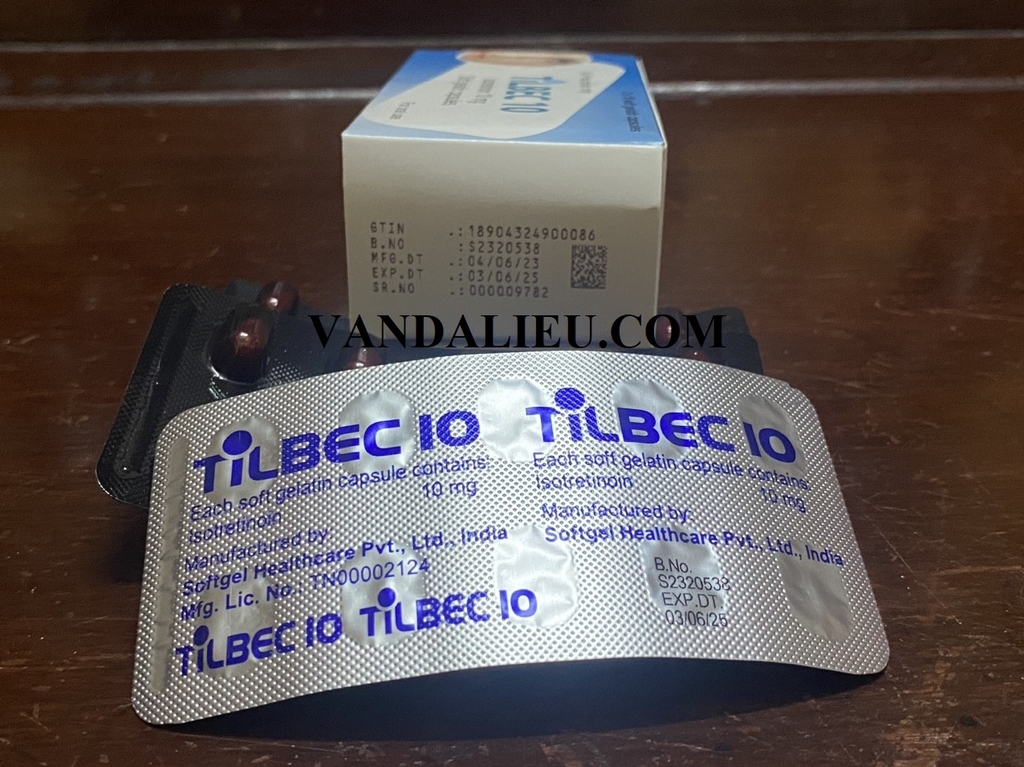 TiLBEC 10
GTIN .: 18904324900086
B.NO : S2320538
MFG.DT .: 04/06/23
EXP.DT .: 03/06/25
SR.NO .: 000009782
VANDALIEU.COM
TiLBEC 10
Each soft gelatin capsule contains:
Isotretinoin 10 mg
Manufactured by:
Softgel Healthcare Pvt., Ltd., India
Mfg. Lic. No.: TN00002124
TiLBEC 10 TiLBEC 10
TiLBEC 10
Each soft gelatin capsule contains:
Isotretinoin 10 mg
Manufactured by:
Softgel Healthcare Pvt., Ltd., India
B.No.
S2320538
EXP.DT.
03/06/25